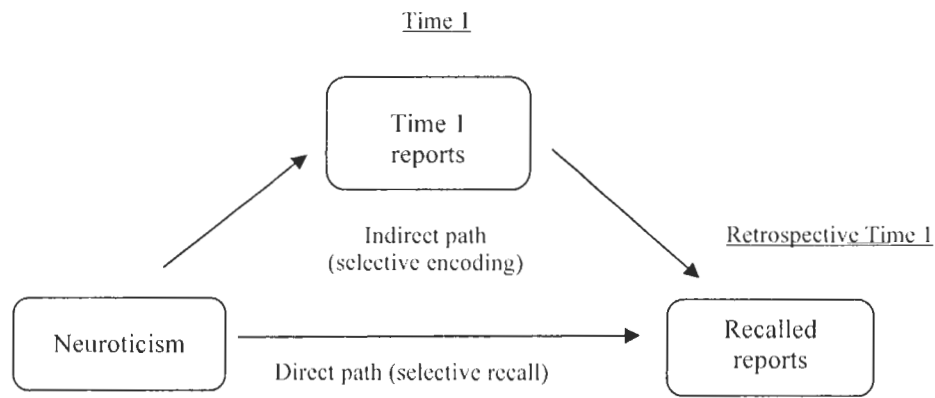 Time 1
Time 1
reports
Indirect path
(selective encoding)
Retrospective Time 1
Neuroticism
Recalled
reports
Direct path (selective recall)